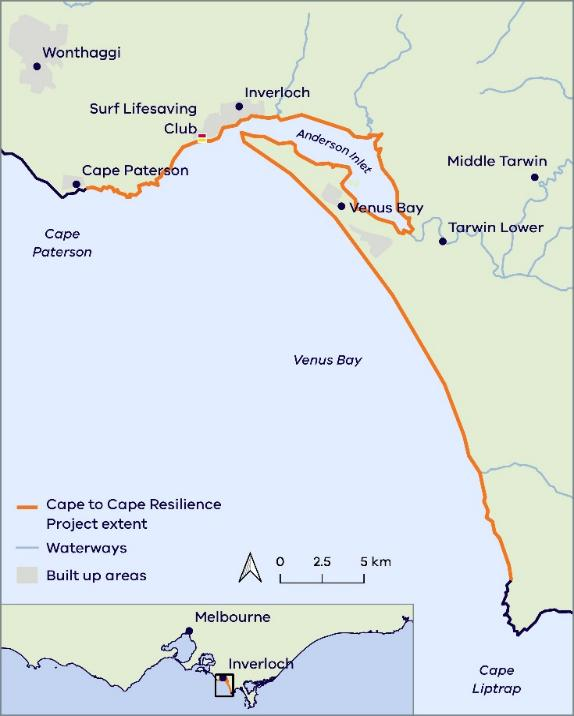 Wonthaggi
Inverloch
Surf Lifesaving
Club
Anderson Inlet
Middle Tarwin
Cape Paterson
Venus Bay
Tarwin Lower
Cape
Paterson
Venus Bay
Cape to Cape Resilience
Project extent
Waterways
Built up areas
0 2.5 5 km
Melbourne
Inverloch
Cape
Liptrap